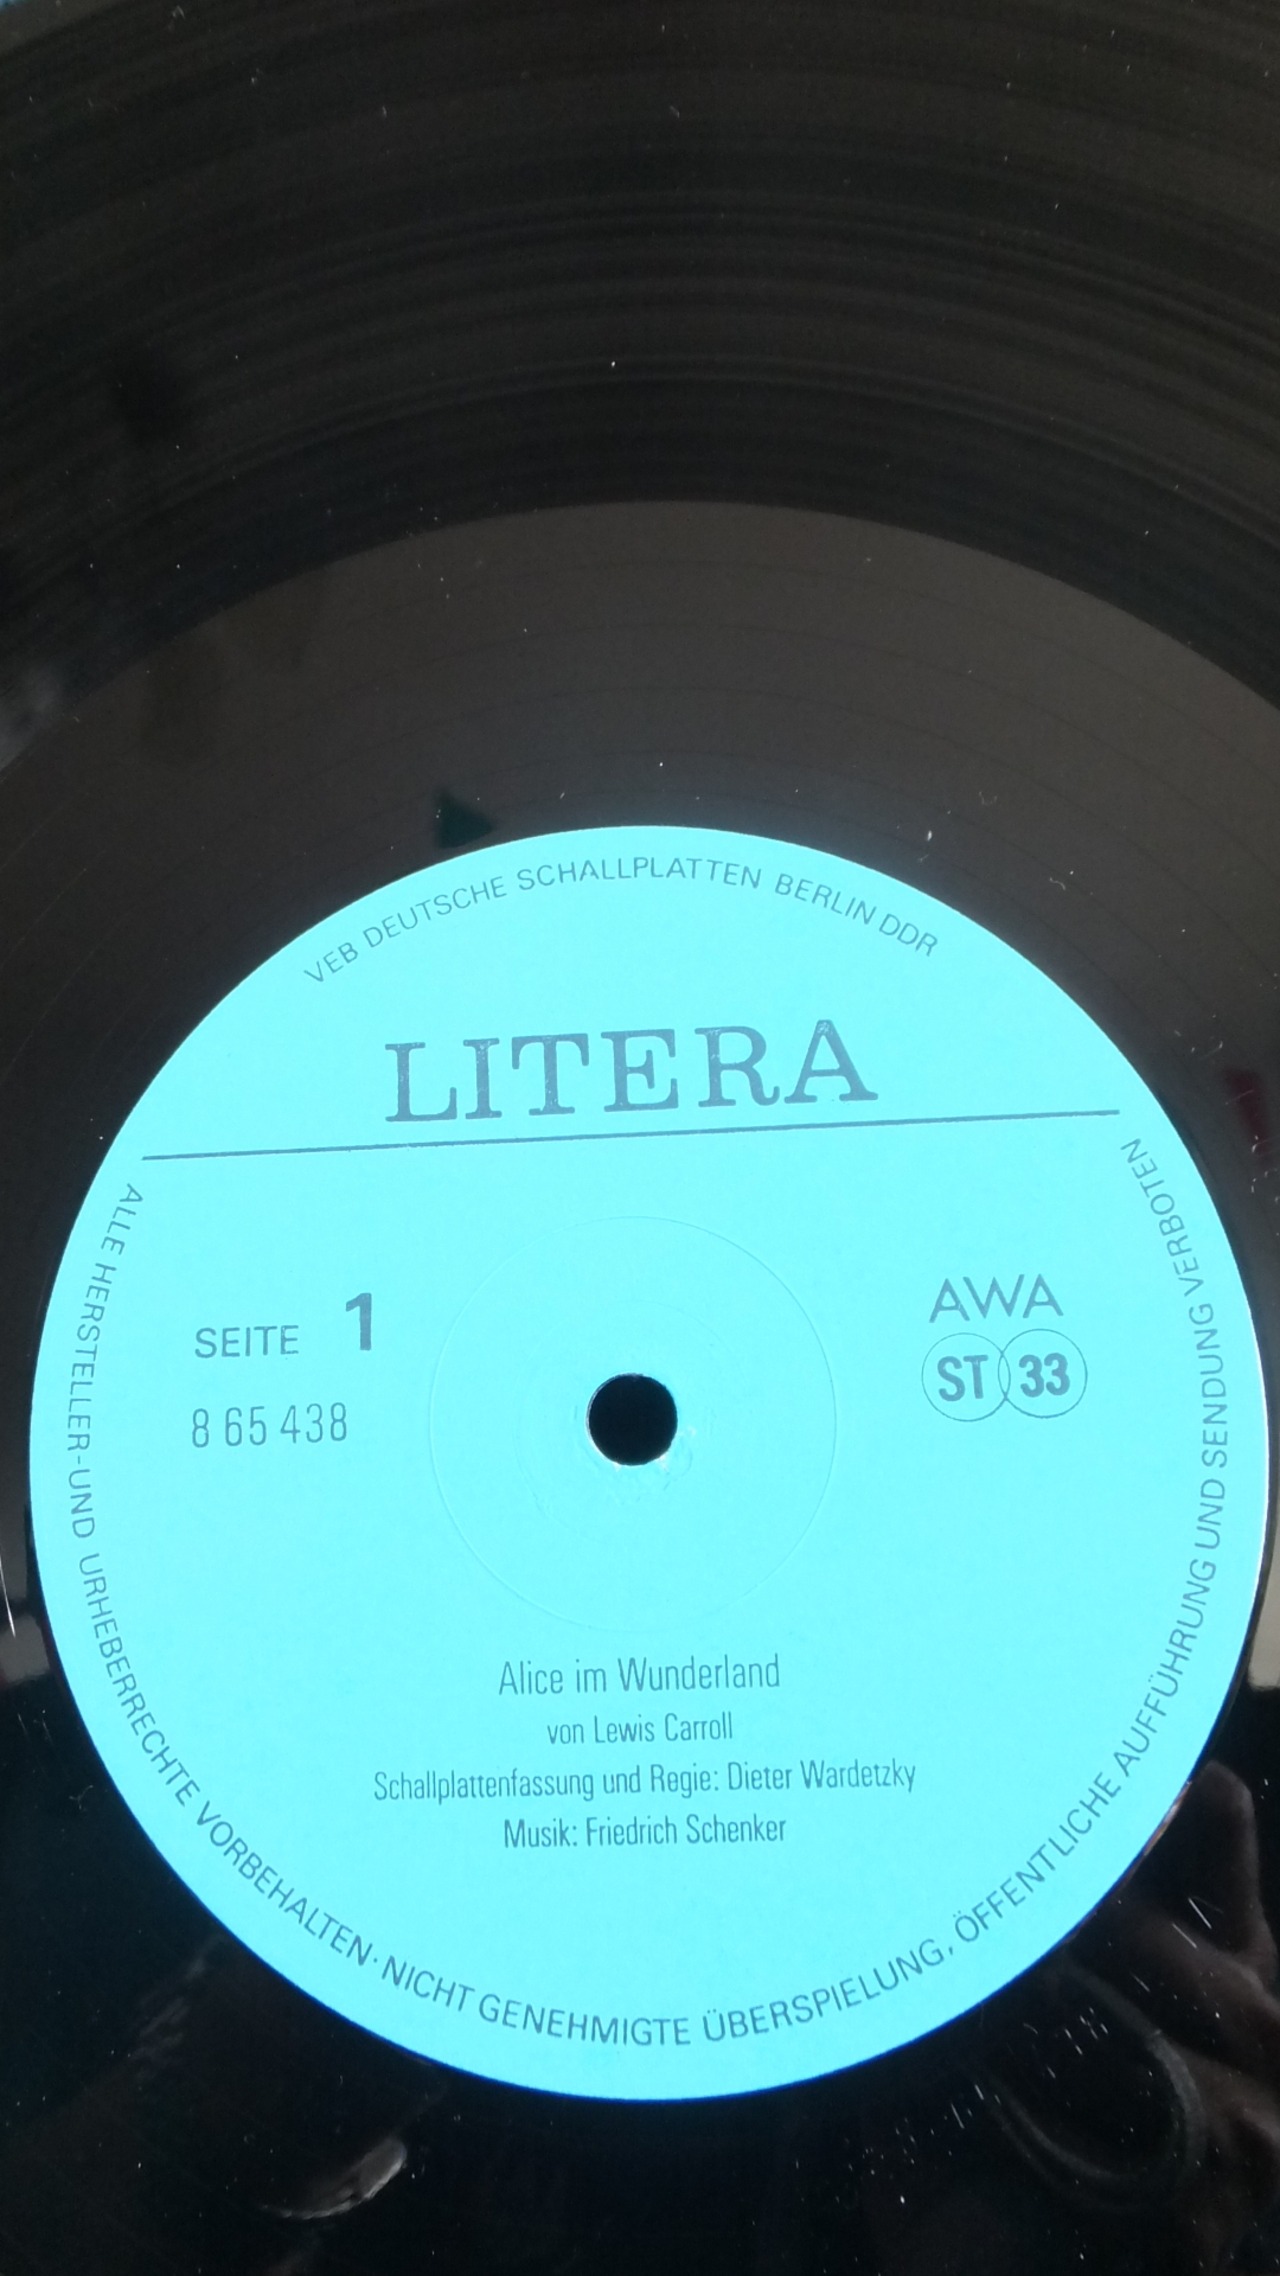 VEB DEUTSCHE SCHALLPLATTEN BERLIN DDR
LITERA
SEITE 1
8 65 438
AWA
ST 33
Alice im Wunderland
von Lewis Carroll
Schallplattenfassung und Regie: Dieter Wardetzky
Musik: Friedrich Schenker
ALLE HERSTELLER-UND URHEBERRECHTE VORBEHALTEN · NICHT GENEHMIGTE ÜBERSPIELUNG, ÖFFENTLICHE AUFFÜHRUNG UND SENDUNG VERBOTEN